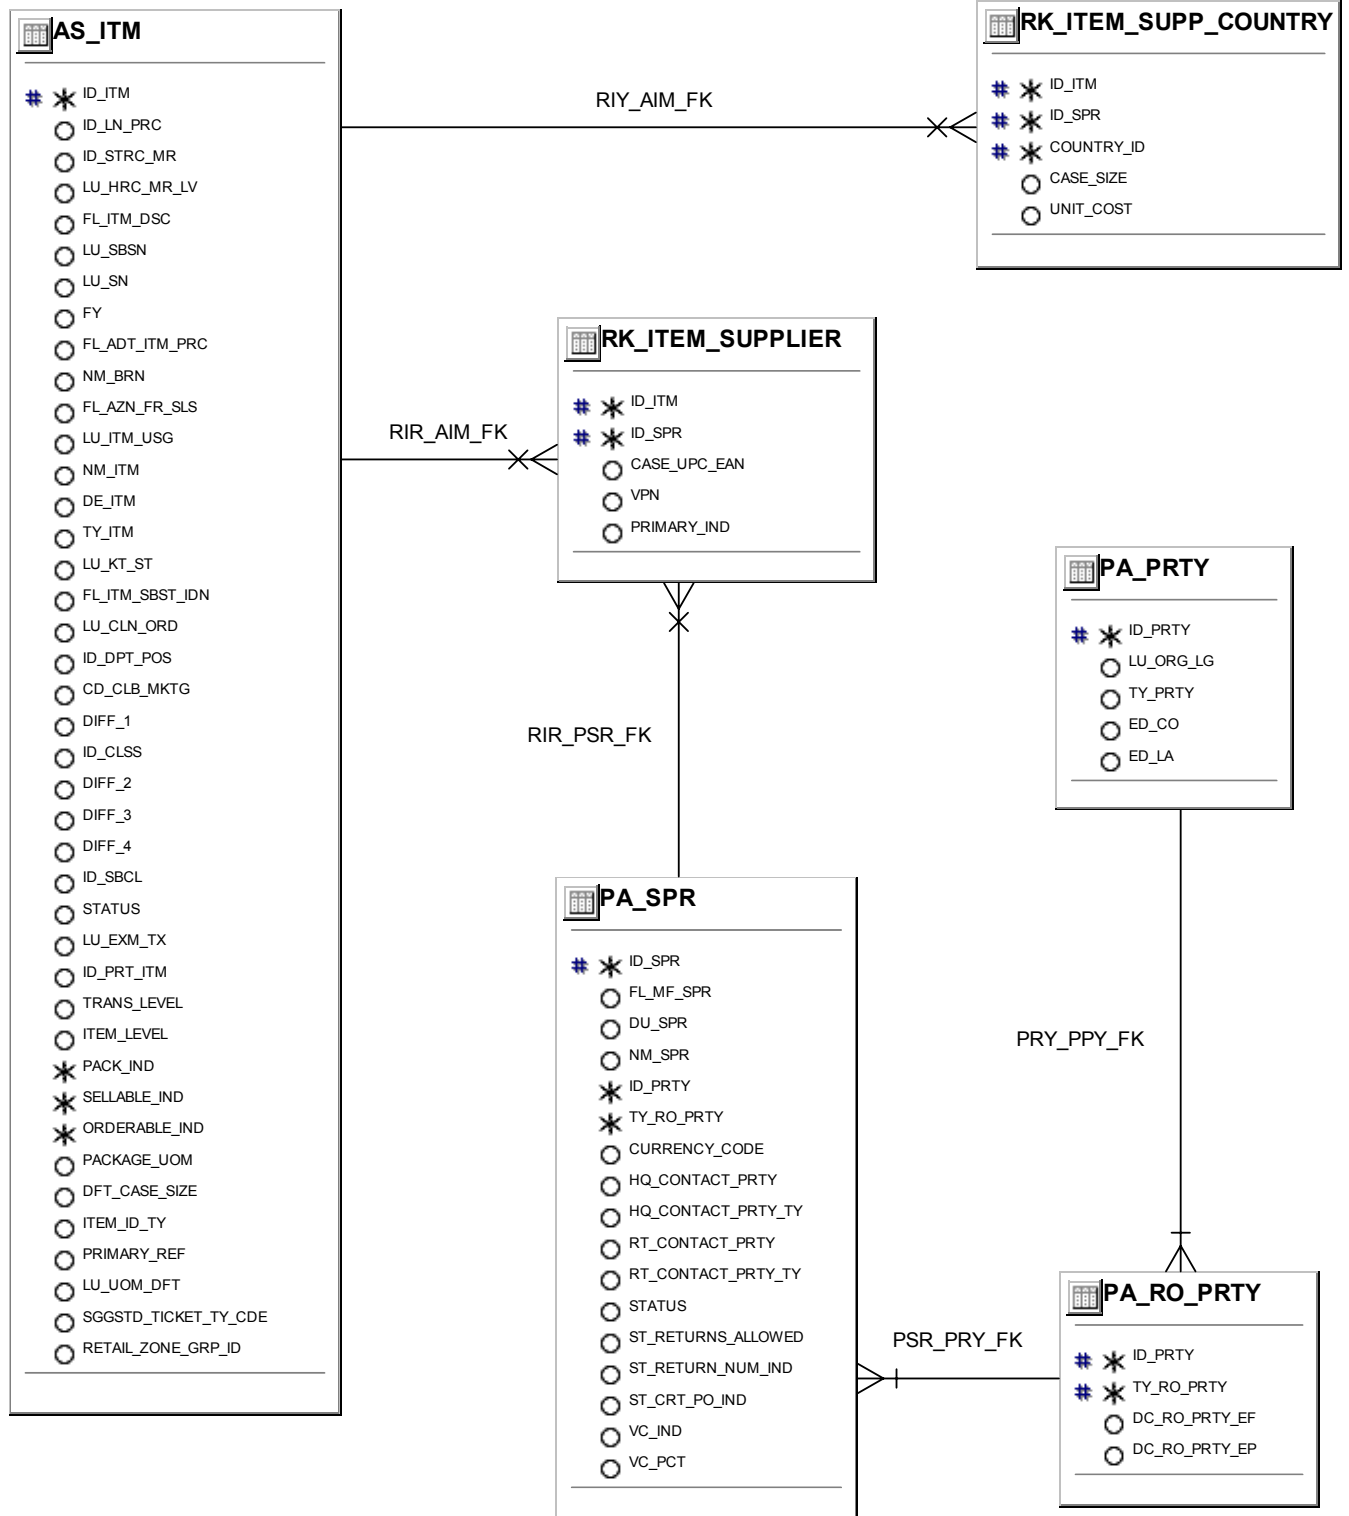 AS_ITM
# ID_ITM
ID_LN_PRC
ID_STRC_MR
LU_HRC_MR_LV
FL_ITM_DSC
LU_SBSN
LU_SN
FY
FL_ADT_ITM_PRC
NM_BRN
FL_AZN_FR_SLS
LU_ITM_USG
NM_ITM
DE_ITM
TY_ITM
LU_KT_ST
FL_ITM_SBST_IDN
LU_CLN_ORD
ID_DPT_POS
CD_CLB_MKTG
DIFF_1
ID_CLSS
DIFF_2
DIFF_3
DIFF_4
ID_SBCL
STATUS
LU_EXM_TX
ID_PRT_ITM
TRANS_LEVEL
ITEM_LEVEL
PACK_IND
SELLABLE_IND
ORDERABLE_IND
PACKAGE_UOM
DFT_CASE_SIZE
ITEM_ID_TY
PRIMARY_REF
LU_UOM_DFT
SGGSTD_TICKET_TY_CDE
RETAIL_ZONE_GRP_ID
RIY_AIM_FK
RK_ITEM_SUPP_COUNTRY
# ID_ITM
# ID_SPR
# COUNTRY_ID
CASE_SIZE
UNIT_COST
RIR_AIM_FK
RK_ITEM_SUPPLIER
# ID_ITM
# ID_SPR
CASE_UPC_EAN
VPN
PRIMARY_IND
RIR_PSR_FK
PA_PRTY
# ID_PRTY
LU_ORG_LG
TY_PRTY
ED_CO
ED_LA
PRY_PPY_FK
PA_SPR
# ID_SPR
FL_MF_SPR
DU_SPR
NM_SPR
ID_PRTY
TY_RO_PRTY
CURRENCY_CODE
HQ_CONTACT_PRTY
HQ_CONTACT_PRTY_TY
RT_CONTACT_PRTY
RT_CONTACT_PRTY_TY
STATUS
ST_RETURNS_ALLOWED
ST_RETURN_NUM_IND
ST_CRT_PO_IND
VC_IND
VC_PCT
PSR_PRY_FK
PA_RO_PRTY
# ID_PRTY
# TY_RO_PRTY
DC_RO_PRTY_EF
DC_RO_PRTY_EP